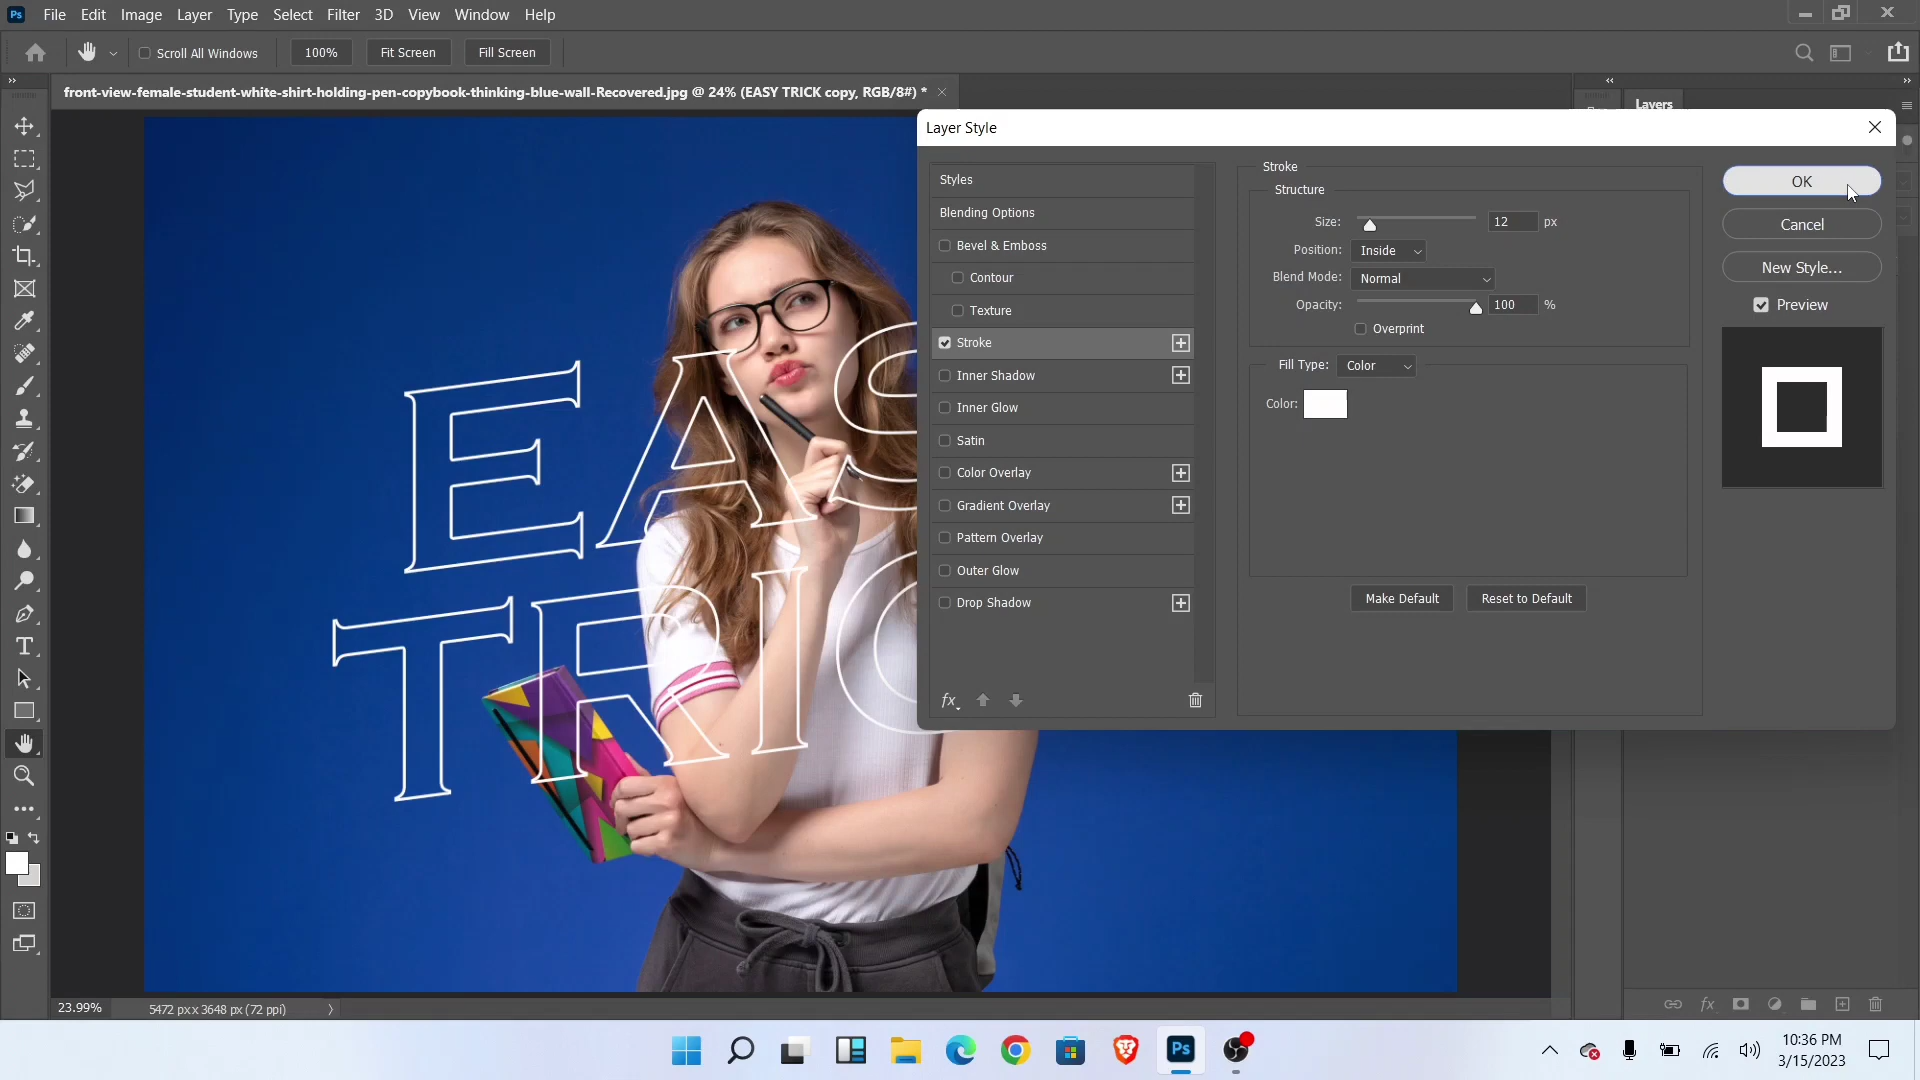 Ps File Edit Image Layer Type Select Filter 3D View Window Help
Scroll All Windows 100% Fit Screen Fill Screen
front-view-female-student-white-shirt-holding-pen-copybook-thinking-blue-wall-Recovered.jpg @ 24% (EASY TRICK copy, RGB/8#) *
Layers
Layer Style
Styles
Blending Options
Bevel & Emboss
Contour
Texture
Stroke
Inner Shadow
Inner Glow
Satin
Color Overlay
Gradient Overlay
Pattern Overlay
Outer Glow
Drop Shadow
fx
Stroke
Structure
Size: 12 px
Position: Inside
Blend Mode: Normal
Opacity: 100 %
Overprint
Fill Type: Color
Color:
Make Default Reset to Default
OK
Cancel
New Style...
Preview
EAS
TRIC
23.99% 5472 px x 3648 px (72 ppi)
fx
Ps
10:36 PM
3/15/2023